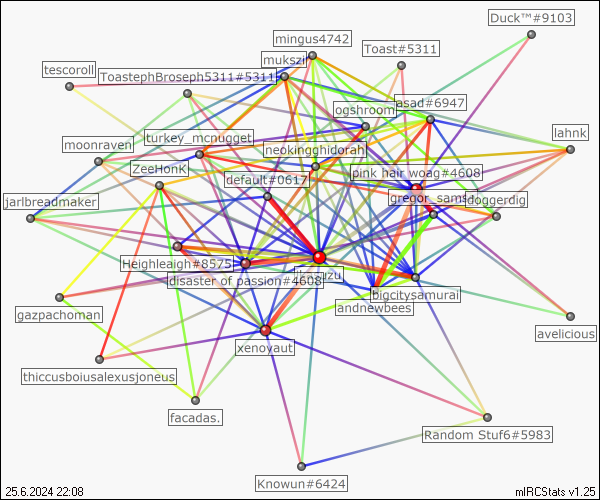 Duck™#9103
mingus4742
Toast#5311
mukszi
tescoroll
ToastephBroseph5311#5311
asad#6947
ogshroom
lahnk
turkey_mcnugget
moonraven
neokingghidorah
ZeeHonK
pink hair woag#4608
default#0617
gregor_sams
doggerdig
jarlbreadmaker
Heighleaigh#8575
disaster of passion#4608
zu
bigcitysamurai
andnewbees
gazpachoman
avelicious
xenoyaut
thiccusboiusalexusjoneus
facadas.
Random Stuf6#5983
Knowun#6424
25.6.2024 22:08
mIRCStats v1.25